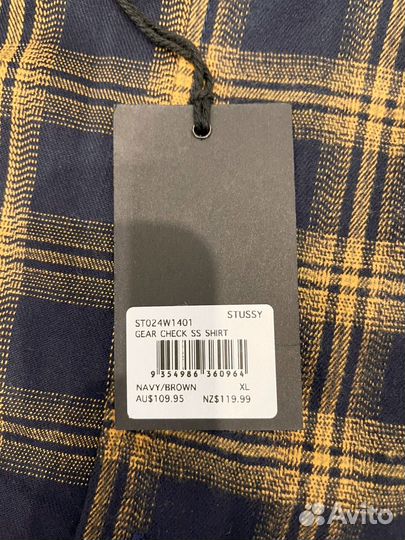 STUSSY
ST024W1401
GEAR CHECK SS SHIRT
9 354986 360964
NAVY/BROWN XL
AU$109.95 NZ$119.99
Avito